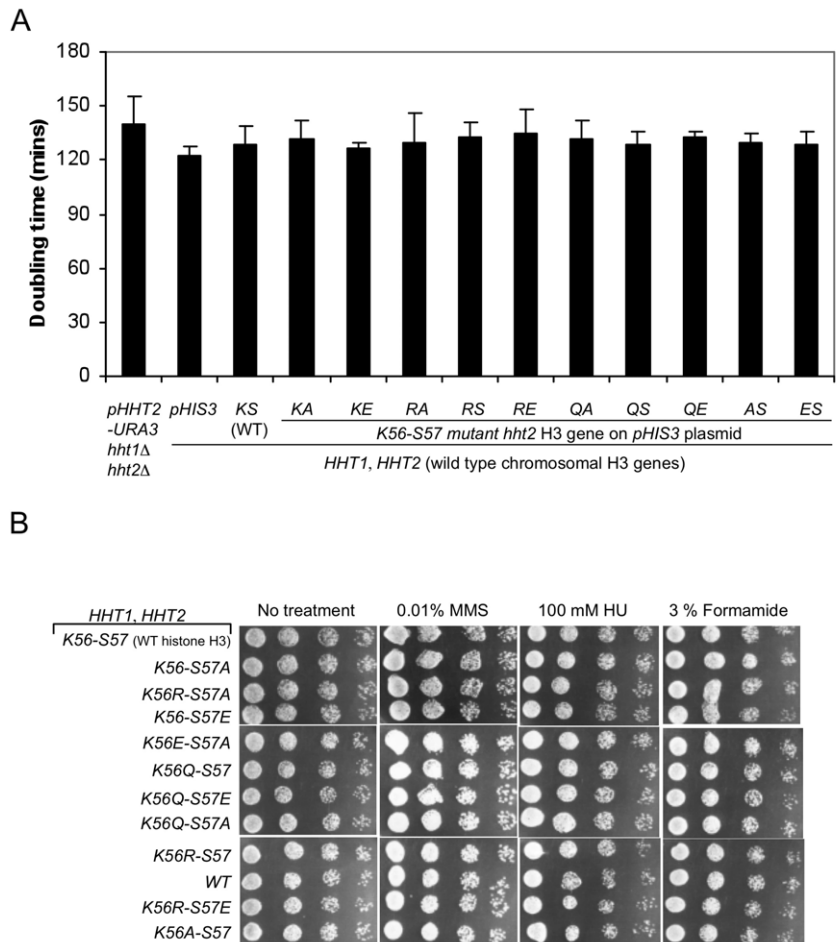 A
180
150
120
90
60
30
0
Doubling time (mins)
pHHT2 pHIS3 KS KA KE RA RS RE QA QS QE AS ES
-URA3 (WT) K56-S57 mutant hht2 H3 gene on pHIS3 plasmid
hht1Δ
hht2Δ HHT1, HHT2 (wild type chromosomal H3 genes)
B
HHT1, HHT2 No treatment 0.01% MMS 100 mM HU 3 % Formamide
K56-S57 (WT histone H3)
K56-S57A
K56R-S57A
K56-S57E
K56E-S57A
K56Q-S57
K56Q-S57E
K56Q-S57A
K56R-S57
WT
K56R-S57E
K56A-S57